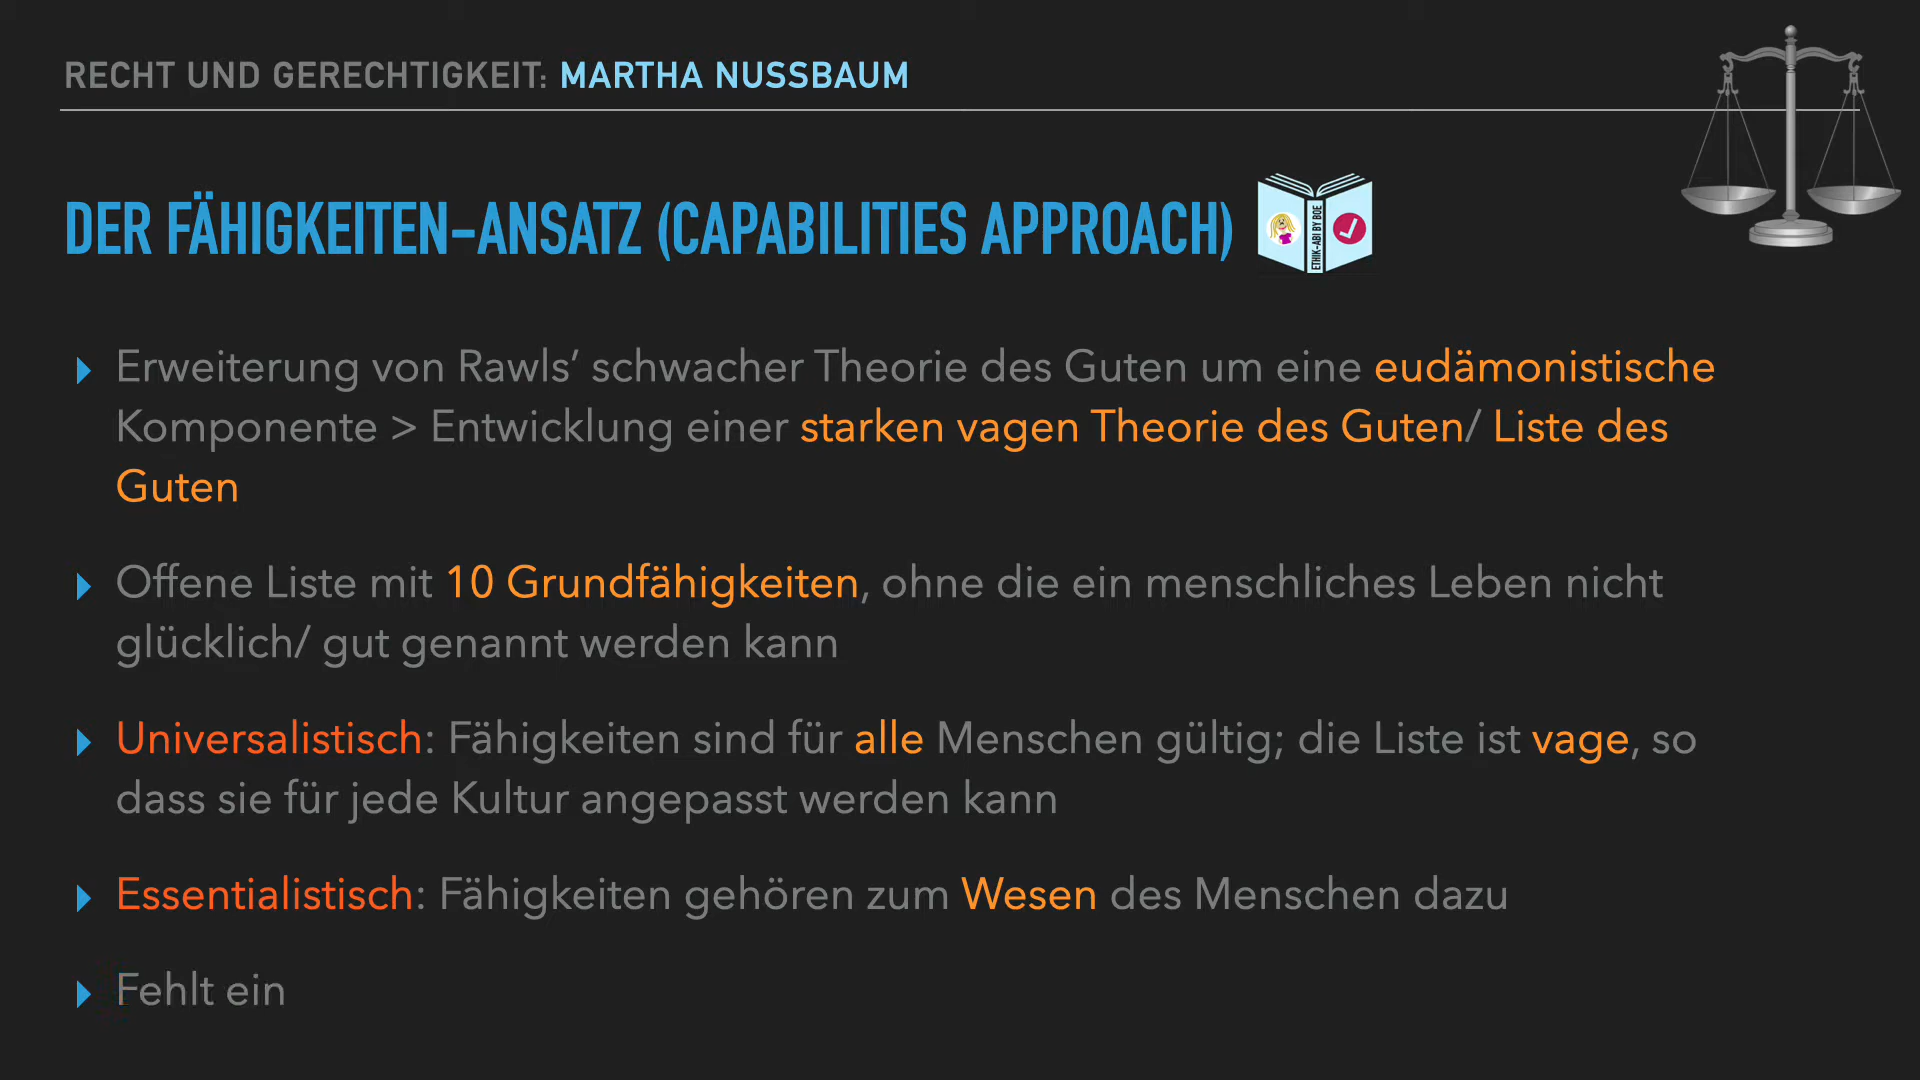 RECHT UND GERECHTIGKEIT: MARTHA NUSSBAUM
DER FÄHIGKEITEN-ANSATZ (CAPABILITIES APPROACH)
ETHIK-ABI BY BOE
▸ Erweiterung von Rawls’ schwacher Theorie des Guten um eine eudämonistische
Komponente > Entwicklung einer starken vagen Theorie des Guten/ Liste des
Guten
▸ Offene Liste mit 10 Grundfähigkeiten, ohne die ein menschliches Leben nicht
glücklich/ gut genannt werden kann
▸ Universalistisch: Fähigkeiten sind für alle Menschen gültig; die Liste ist vage, so
dass sie für jede Kultur angepasst werden kann
▸ Essentialistisch: Fähigkeiten gehören zum Wesen des Menschen dazu
▸ Fehlt ein